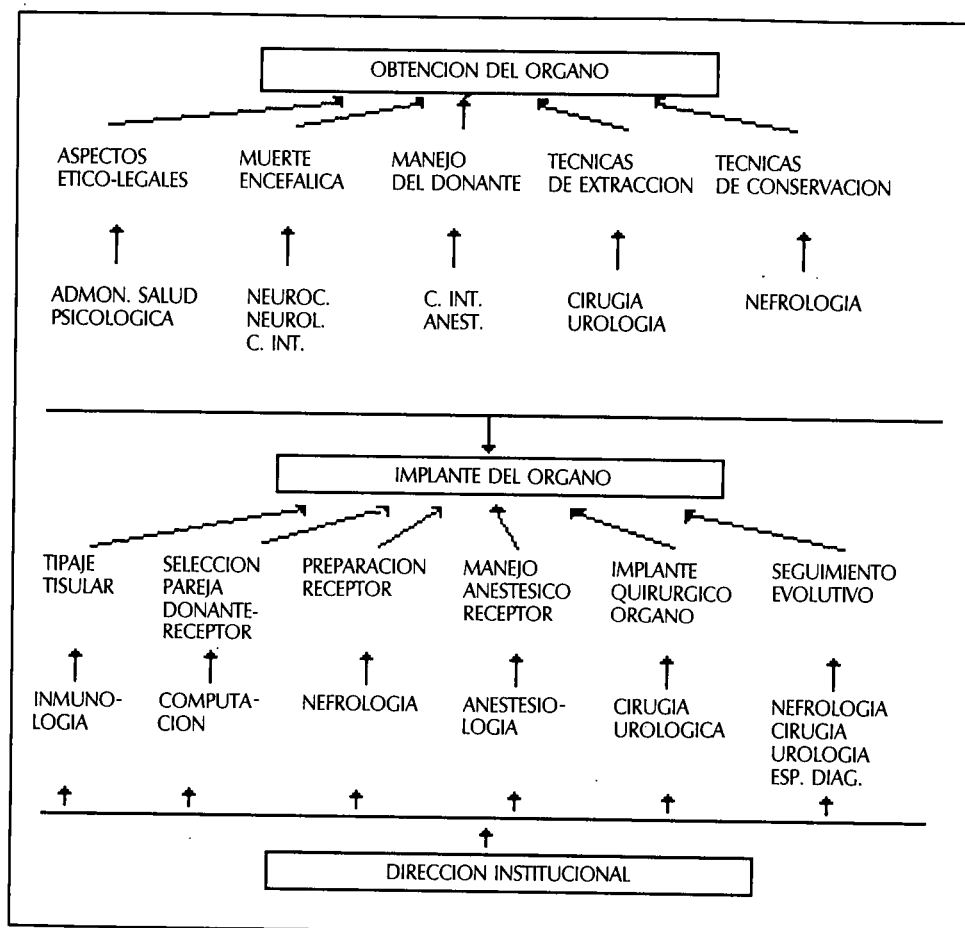 OBTENCION DEL ORGANO
ASPECTOS
ETICO-LEGALES
MUERTE
ENCEFALICA
MANEJO
DEL DONANTE
TECNICAS
DE EXTRACCION
TECNICAS
DE CONSERVACION
ADMON. SALUD
PSICOLOGICA
NEUROC.
NEUROL.
C. INT.
C. INT.
ANEST.
CIRUGIA
UROLOGIA
NEFROLOGIA
IMPLANTE DEL ORGANO
TIPAJE
TISULAR
SELECCION
PAREJA
DONANTE-
RECEPTOR
PREPARACION
RECEPTOR
MANEJO
ANESTESICO
RECEPTOR
IMPLANTE
QUIRURGICO
ORGANO
SEGUIMIENTO
EVOLUTIVO
INMUNO-
LOGIA
COMPUTA-
CION
NEFROLOGIA
ANESTESIO-
LOGIA
CIRUGIA
UROLOGICA
NEFROLOGIA
CIRUGIA
UROLOGIA
ESP. DIAG.
DIRECCION INSTITUCIONAL